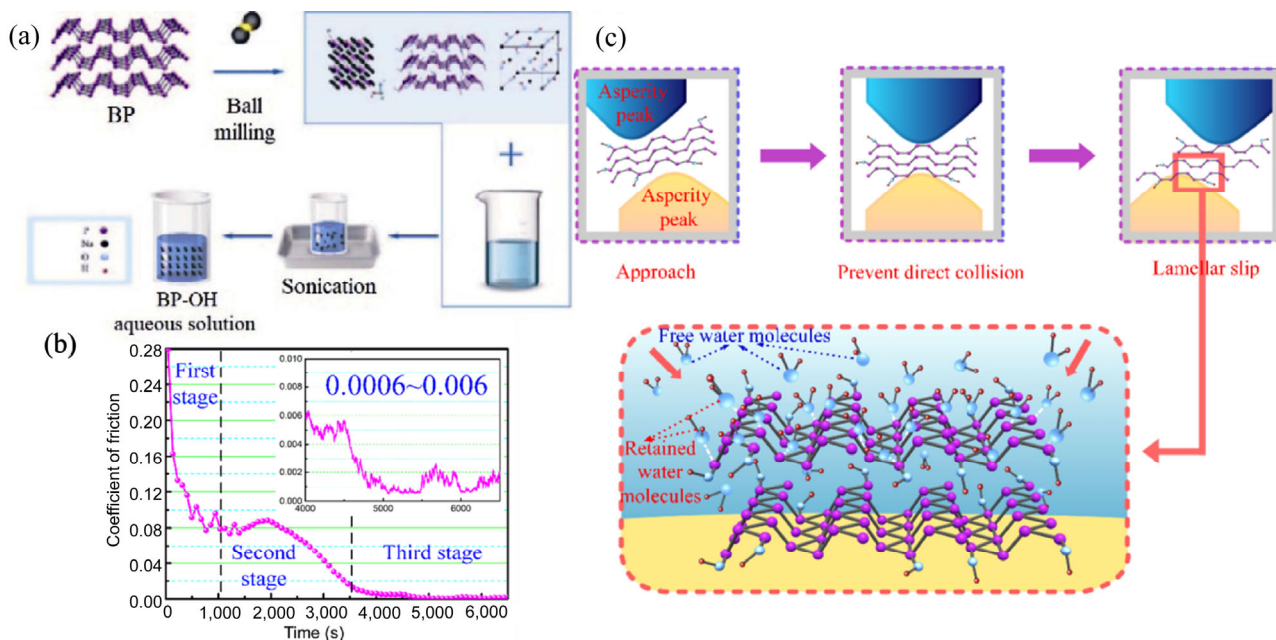 (a)
BP
Ball
milling
+
P
Na
O
H
BP-OH
aqueous solution
Sonication
(b)
Coefficient of friction
0.28
0.24
0.20
0.16
0.12
0.08
0.04
0.00
0
1,000
2,000
3,000
4,000
5,000
6,000
Time (s)
First
stage
Second
stage
Third stage
0.0006~0.006
0.010
0.008
0.006
0.004
0.002
0.000
4000
5000
6000
(c)
Asperity
peak
Asperity
peak
Approach
Prevent direct collision
Lamellar slip
Free water molecules
Retained
water
molecules